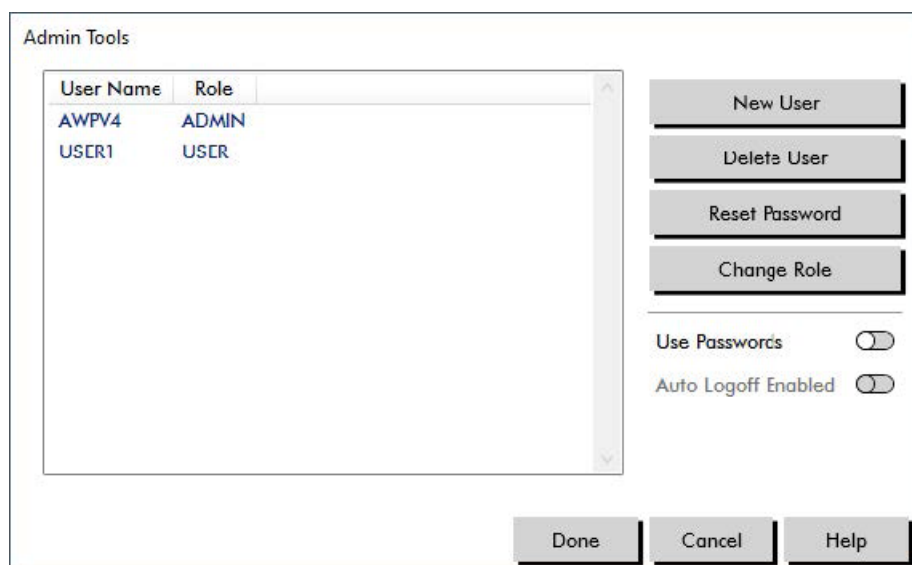 Admin Tools
User Name Role
AWPV4 ADMIN
USER1 USER
New User
Delete User
Reset Password
Change Role
Use Passwords
Auto Logoff Enabled
Done Cancel Help